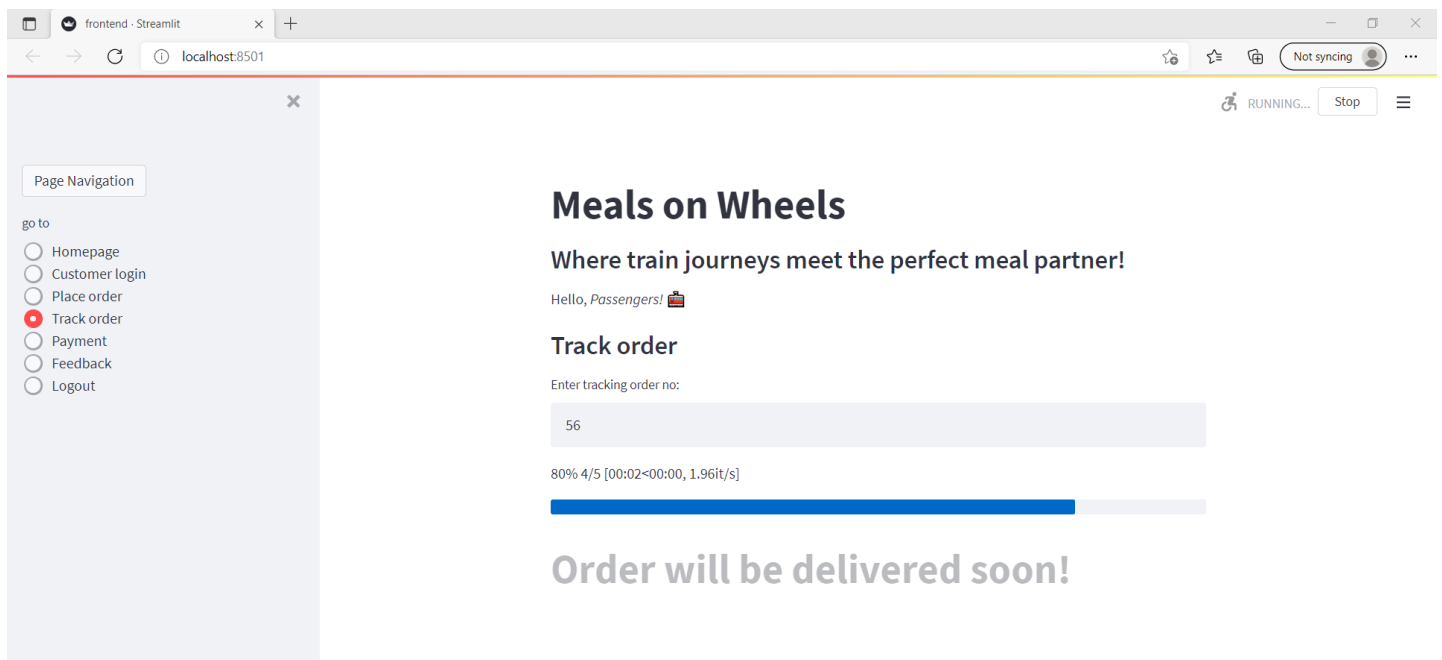 frontend · Streamlit
localhost:8501
Not syncing
RUNNING...
Stop
Page Navigation
go to
Homepage
Customer login
Place order
Track order
Payment
Feedback
Logout
Meals on Wheels
Where train journeys meet the perfect meal partner!
Hello, Passengers!
Track order
Enter tracking order no:
56
80% 4/5 [00:02<00:00, 1.96it/s]
Order will be delivered soon!